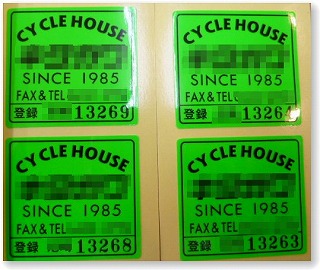 CYCLE HOUSE
SINCE 1985
FAX & TEL
登録 13269
CYCLE HOUSE
SINCE 1985
FAX & TEL
登録 13264
CYCLE HOUSE
SINCE 1985
FAX & TEL
登録 13268
CYCLE HOUSE
SINCE 1985
FAX & TEL
登録 13263